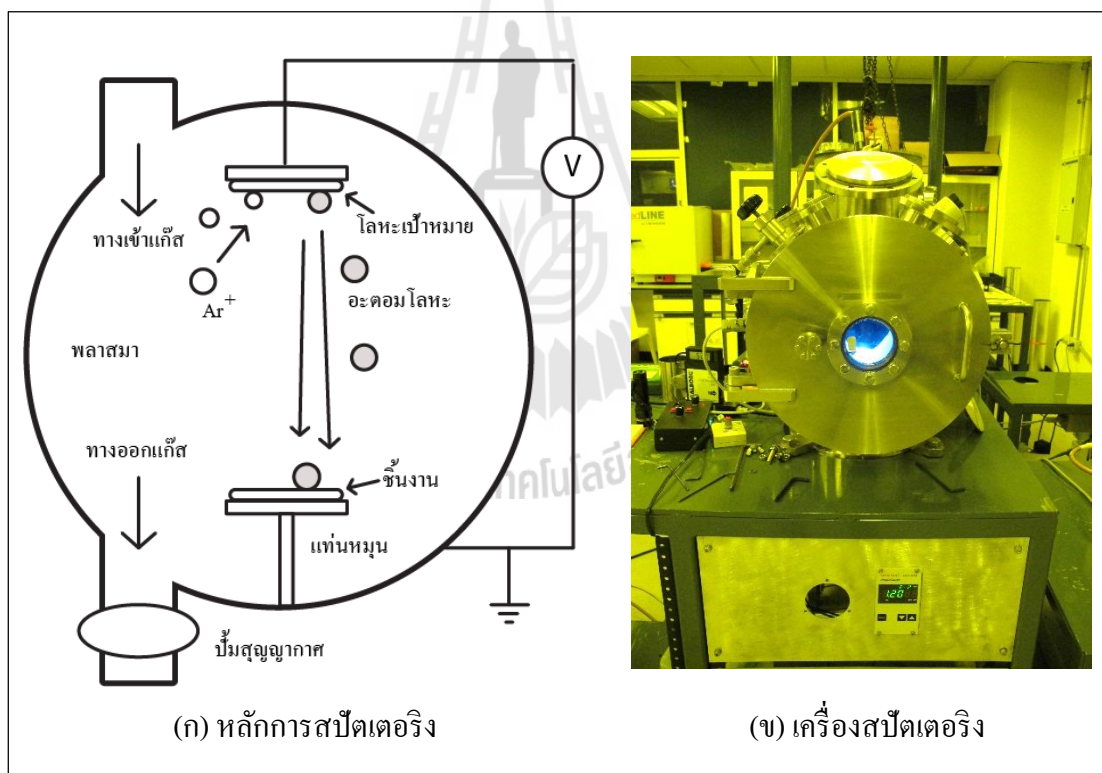 V
ทางเข้าแก๊ส
โลหะเป้าหมาย
Ar+
อะตอมโลหะ
พลาสมา
ทางออกแก๊ส
ชิ้นงาน
แท่นหมุน
ปั้มสุญญากาศ
1.20
(ก) หลักการสปัตเตอริง
(ข) เครื่องสปัตเตอริง